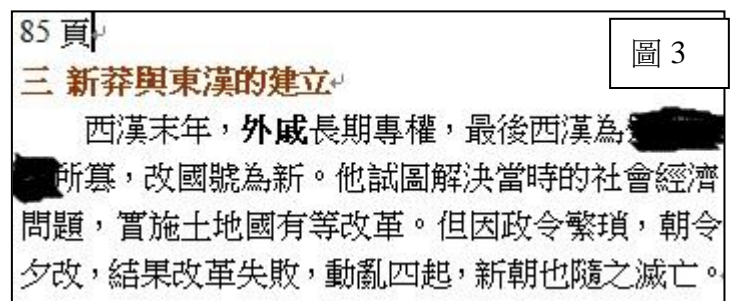 85 頁
圖 3
三 新莽與東漢的建立
西漢末年，外戚長期專權，最後西漢為
所篡，改國號為新。他試圖解決當時的社會經濟
問題，實施土地國有等改革。但因政令繁瑣，朝令
夕改，結果改革失敗，動亂四起，新朝也隨之滅亡。